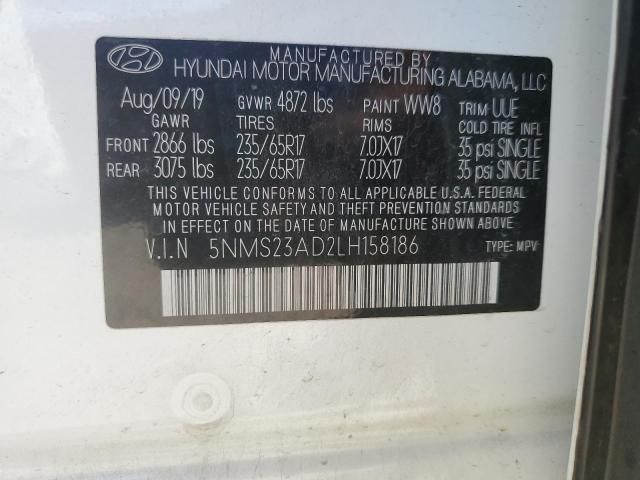 MANUFACTURED BY
HYUNDAI MOTOR MANUFACTURING ALABAMA, LLC
Aug/09/19 GVWR 4872 lbs PAINT WW8 TRIM UUE
GAWR TIRES RIMS COLD TIRE INFL
FRONT 2866 lbs 235/65R17 7.0JX17 35 psi SINGLE
REAR 3075 lbs 235/65R17 7.0JX17 35 psi SINGLE
THIS VEHICLE CONFORMS TO ALL APPLICABLE U.S.A. FEDERAL
MOTOR VEHICLE SAFETY AND THEFT PREVENTION STANDARDS
IN EFFECT ON THE DATE OF MANUFACTURE SHOWN ABOVE.
V.I.N 5NMS23AD2LH158186 TYPE: MPV